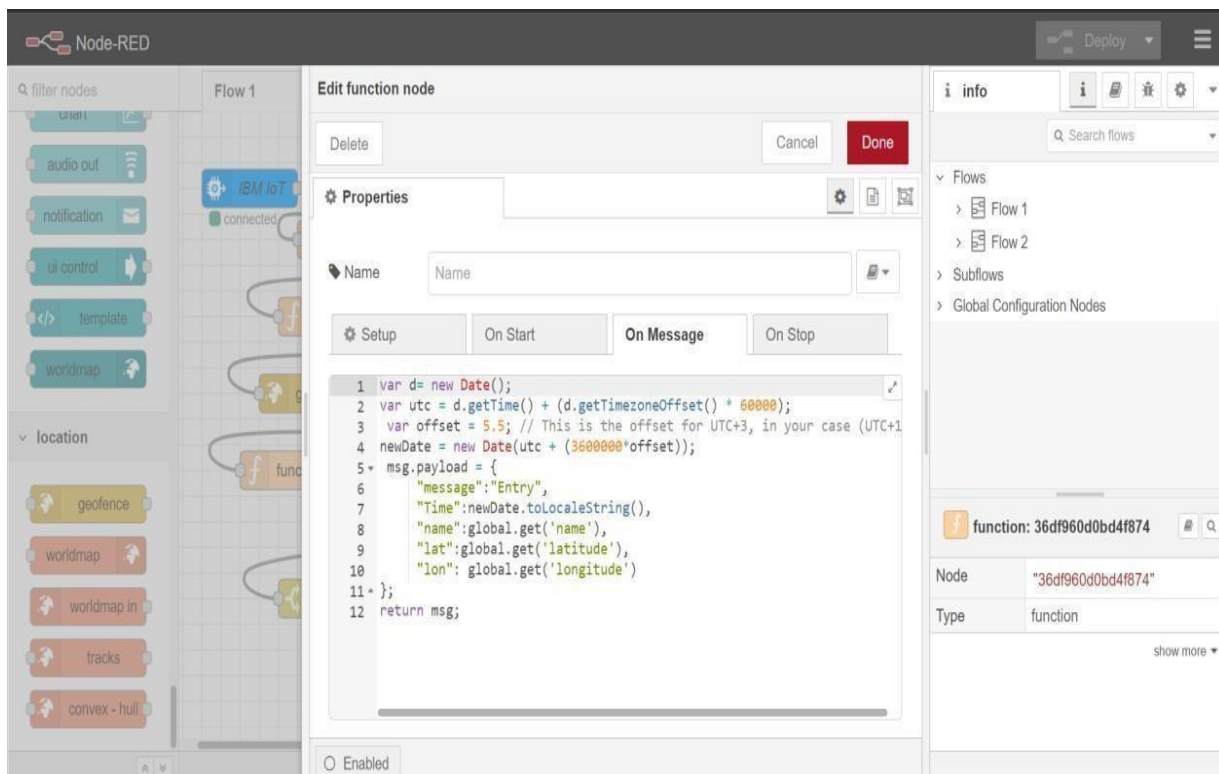 Node-RED
Deploy
filter nodes
chart
audio out
notification
ui control
</> template
worldmap
location
geofence
worldmap
worldmap in
tracks
convex - hull
Flow 1
IBM IoT
connected
f
g
f func
Edit function node
Delete
Cancel
Done
Properties
Name
Name
Setup
On Start
On Message
On Stop
1 var d= new Date();
2 var utc = d.getTime() + (d.getTimezoneOffset() * 60000);
3 var offset = 5.5; // This is the offset for UTC+3, in your case (UTC+1
4 newDate = new Date(utc + (3600000*offset));
5 msg.payload = {
6 "message":"Entry",
7 "Time":newDate.toLocaleString(),
8 "name":global.get('name'),
9 "lat":global.get('latitude'),
10 "lon": global.get('longitude')
11 };
12 return msg;
Enabled
i info
i
Search flows
Flows
Flow 1
Flow 2
Subflows
Global Configuration Nodes
f function: 36df960d0bd4f874
Node "36df960d0bd4f874"
Type function
show more